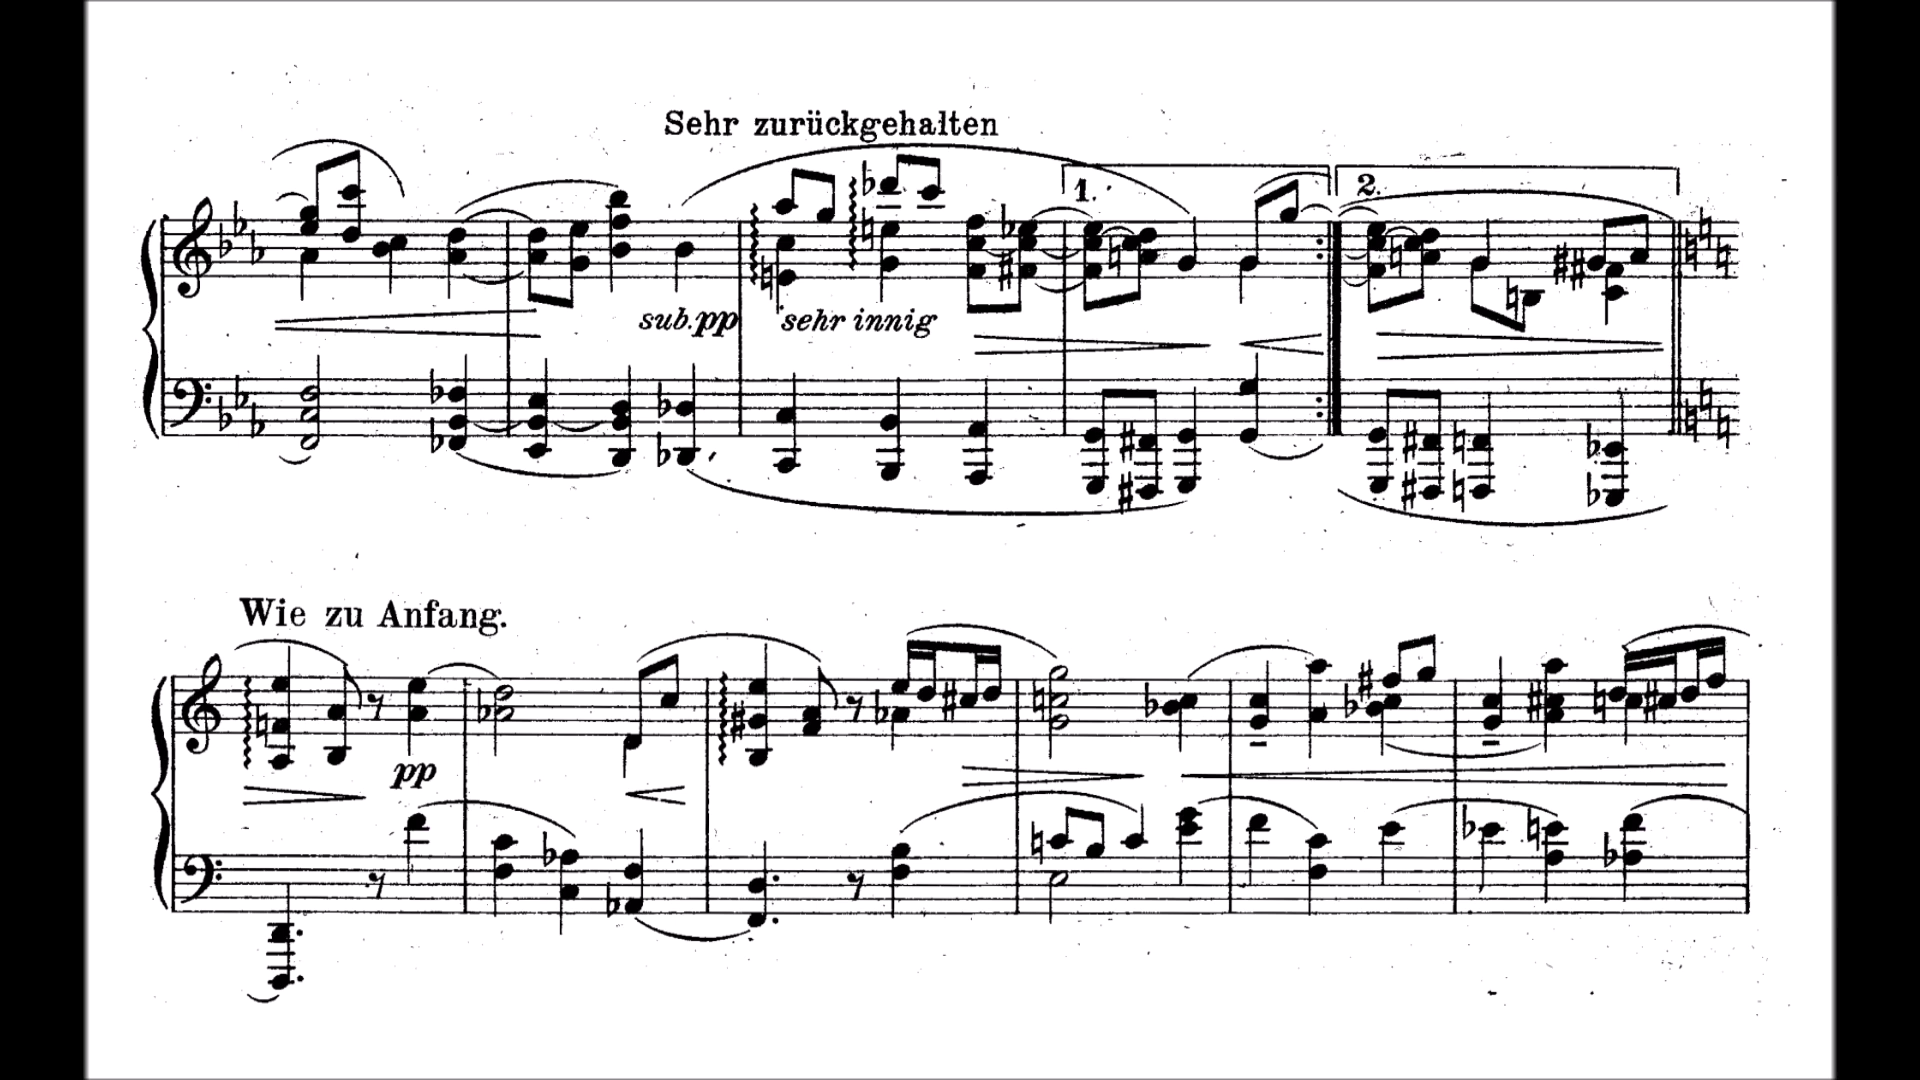 Sehr zurückgehalten
1.
2.
sub. pp sehr innig
Wie zu Anfang.
pp